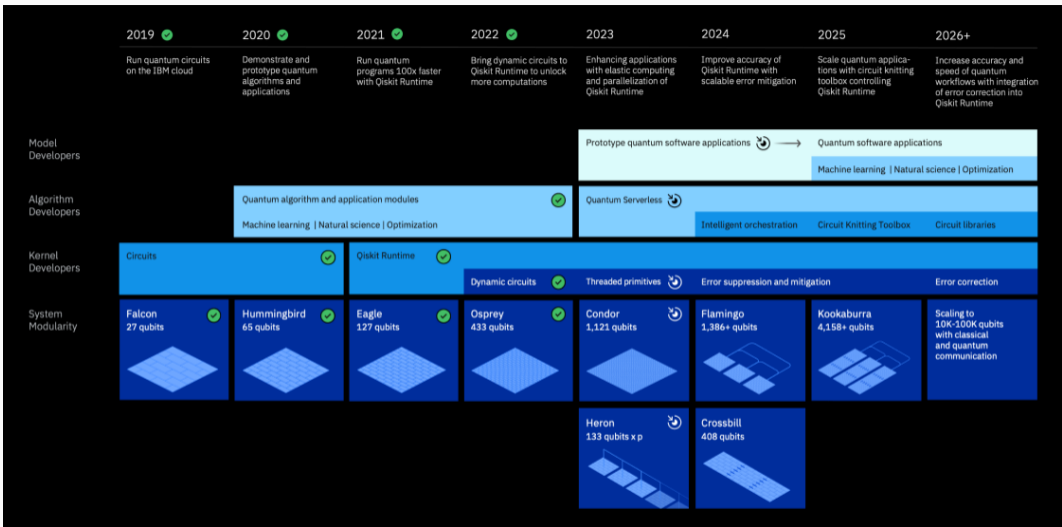 2019
2020
2021
2022
2023
2024
2025
2026+
Run quantum circuits
on the IBM cloud
Demonstrate and
prototype quantum
algorithms and
applications
Run quantum
programs 100x faster
with Qiskit Runtime
Bring dynamic circuits to
Qiskit Runtime to unlock
more computations
Enhancing applications
with elastic computing
and parallelization of
Qiskit Runtime
Improve accuracy of
Qiskit Runtime with
scalable error mitigation
Scale quantum applica-
tions with circuit knitting
toolbox controlling
Qiskit Runtime
Increase accuracy and
speed of quantum
workflows with integration
of error correction into
Qiskit Runtime
Model
Developers
Prototype quantum software applications
Quantum software applications
Machine learning | Natural science | Optimization
Algorithm
Developers
Quantum algorithm and application modules
Machine learning | Natural science | Optimization
Quantum Serverless
Intelligent orchestration
Circuit Knitting Toolbox
Circuit libraries
Kernel
Developers
Circuits
Qiskit Runtime
Dynamic circuits
Threaded primitives
Error suppression and mitigation
Error correction
System
Modularity
Falcon
27 qubits
Hummingbird
65 qubits
Eagle
127 qubits
Osprey
433 qubits
Condor
1,121 qubits
Flamingo
1,386+ qubits
Kookaburra
4,158+ qubits
Scaling to
10K-100K qubits
with classical
and quantum
communication
Heron
133 qubits x p
Crossbill
408 qubits